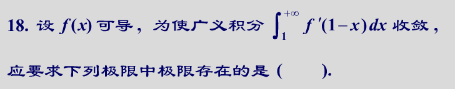 18. 设 f(x) 可导，为使广义积分 ∫₁^{+∞} f ′(1−x)dx 收敛，
应要求下列极限中极限存在的是 (      ).